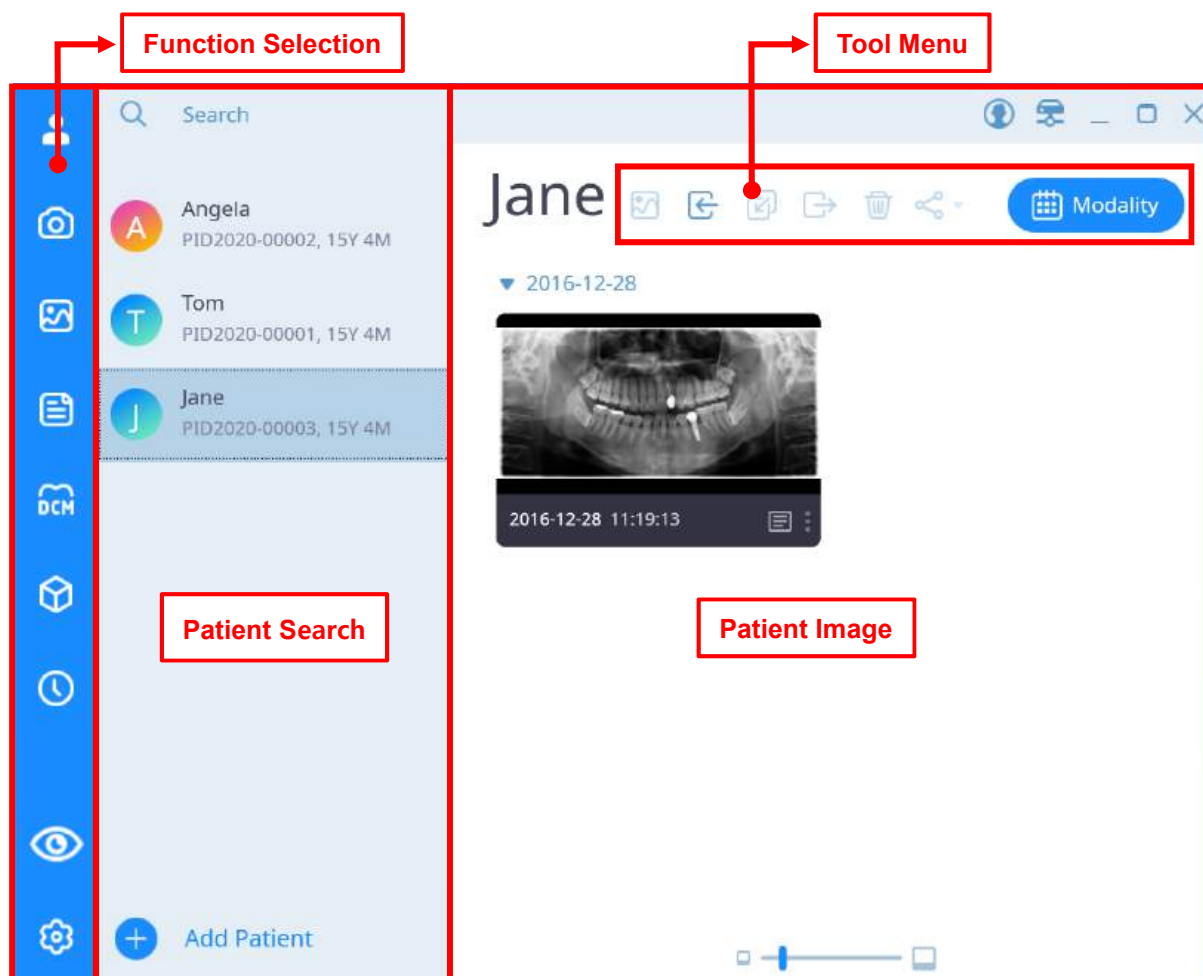 Function Selection
Tool Menu
Search
Jane
Modality
Angela
PID2020-00002, 15Y 4M
Tom
PID2020-00001, 15Y 4M
Jane
PID2020-00003, 15Y 4M
2016-12-28
2016-12-28 11:19:13
DCM
Patient Search
Patient Image
Add Patient
A
T
J